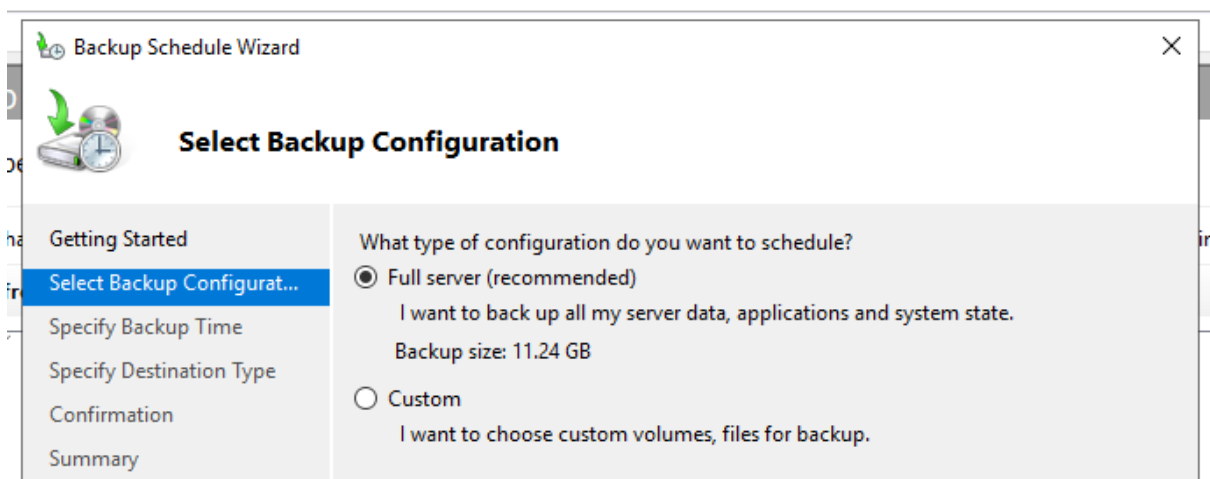 Backup Schedule Wizard
Select Backup Configuration
Getting Started
Select Backup Configurat...
Specify Backup Time
Specify Destination Type
Confirmation
Summary
What type of configuration do you want to schedule?
Full server (recommended)
I want to back up all my server data, applications and system state.
Backup size: 11.24 GB
Custom
I want to choose custom volumes, files for backup.